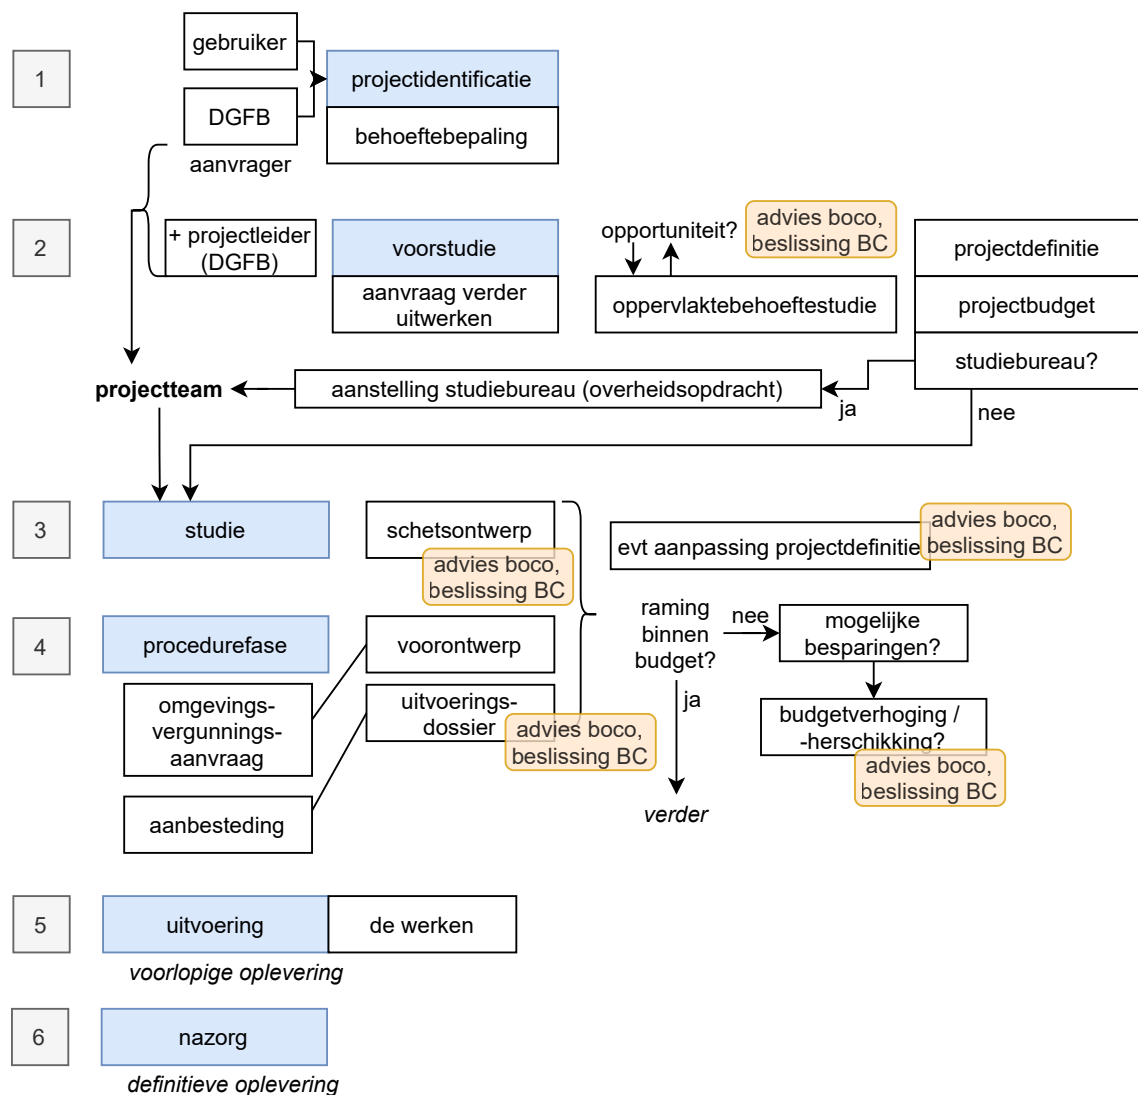 gebruiker
1
projectidentificatie
DGFB
behoeftebepaling
aanvrager
2
+ projectleider
(DGFB)
voorstudie
aanvraag verder
uitwerken
opportuniteit?
advies boco,
beslissing BC
oppervlaktebehoeftestudie
projectdefinitie
projectbudget
studiebureau?
projectteam
aanstelling studiebureau (overheidsopdracht)
ja
nee
3
studie
schetsontwerp
advies boco,
beslissing BC
evt aanpassing projectdefinitie
advies boco,
beslissing BC
4
procedurefase
voorontwerp
raming
binnen
budget?
nee
mogelijke
besparingen?
omgevings-
vergunnings-
aanvraag
uitvoerings-
dossier
advies boco,
beslissing BC
ja
budgetverhoging /
-herschikking?
advies boco,
beslissing BC
aanbesteding
verder
5
uitvoering
de werken
voorlopige oplevering
6
nazorg
definitieve oplevering